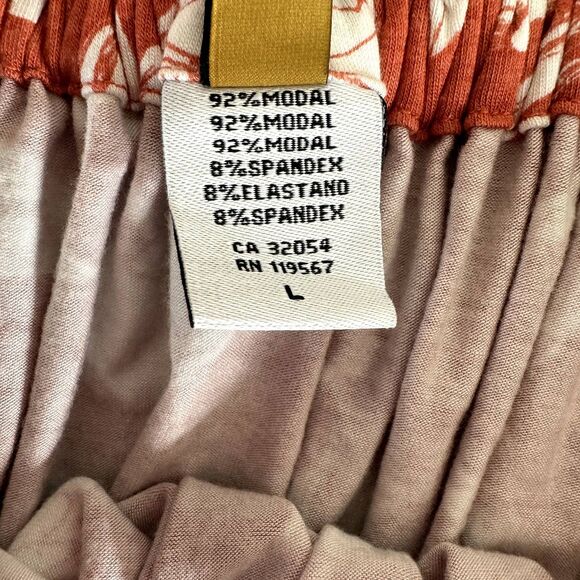 92%MODAL
92%MODAL
92%MODAL
8%SPANDEX
8%ELASTANO
8%SPANDEX
CA 32054
RN 119567
L